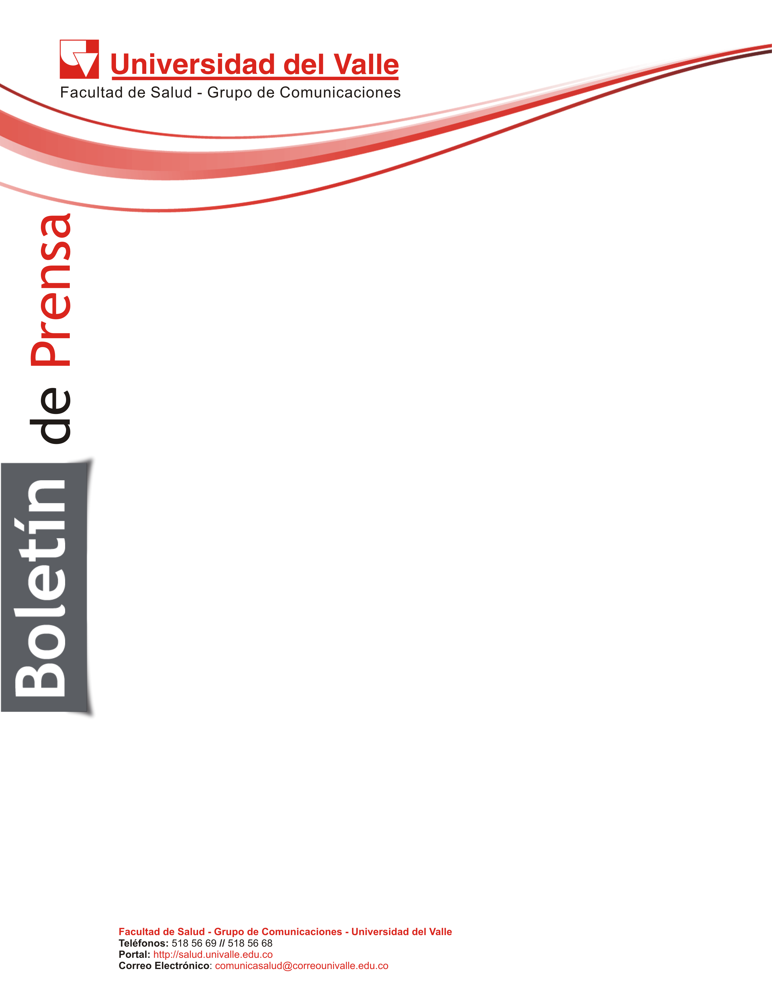 Universidad del Valle
Facultad de Salud - Grupo de Comunicaciones
Boletín de Prensa
Facultad de Salud - Grupo de Comunicaciones - Universidad del Valle
Teléfonos: 518 56 69 // 518 56 68
Portal: http://salud.univalle.edu.co
Correo Electrónico: comunicasalud@correounivalle.edu.co